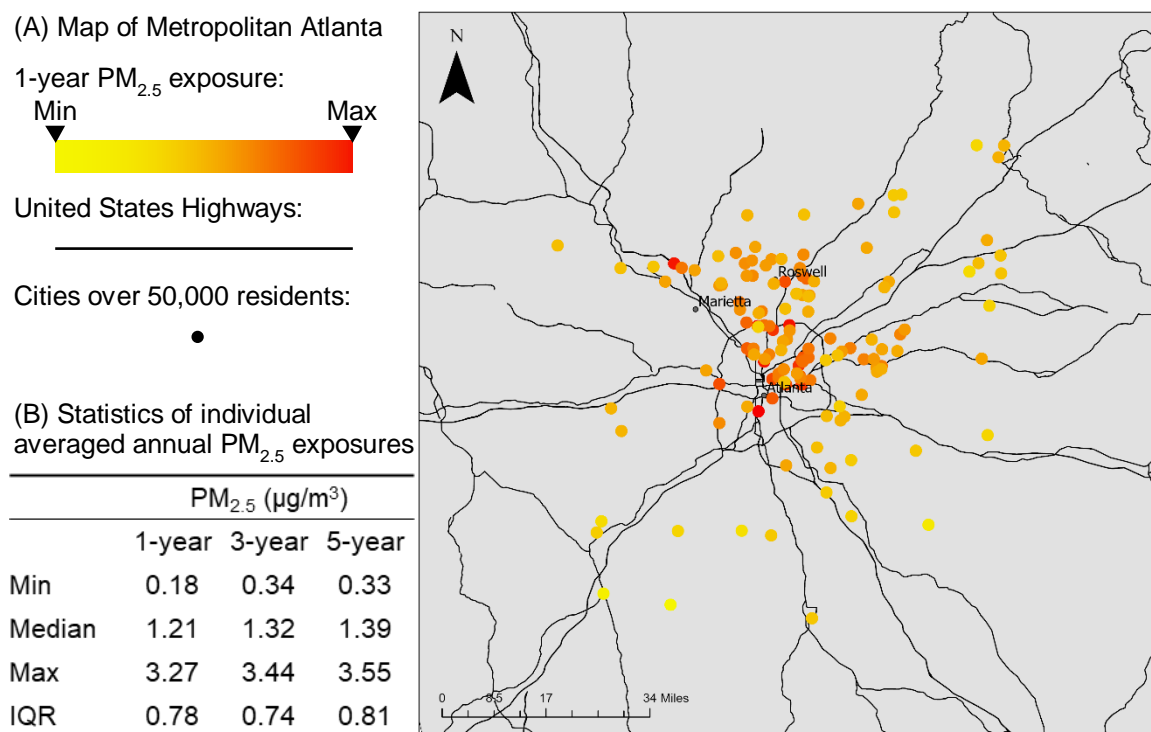 (A) Map of Metropolitan Atlanta
1-year PM2.5 exposure:
Min Max
United States Highways:
Cities over 50,000 residents:
(B) Statistics of individual
averaged annual PM2.5 exposures
PM2.5 (µg/m³)
1-year 3-year 5-year
Min 0.18 0.34 0.33
Median 1.21 1.32 1.39
Max 3.27 3.44 3.55
IQR 0.78 0.74 0.81
N
Roswell
Marietta
Atlanta
0 8.5 17 34 Miles